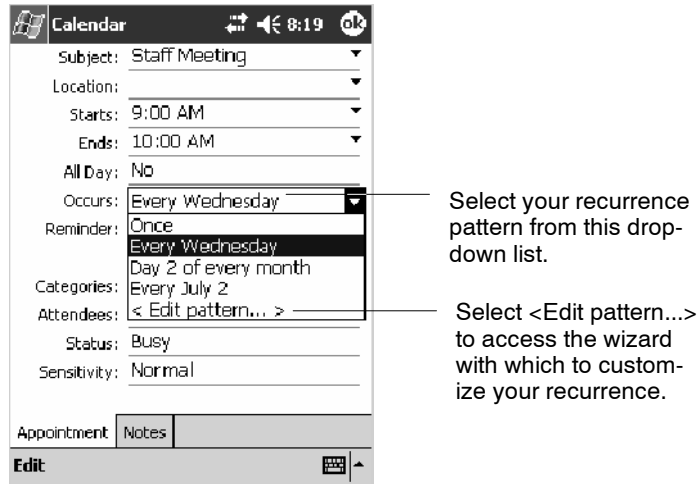 Calendar 8:19 ok
Subject: Staff Meeting
Location:
Starts: 9:00 AM
Ends: 10:00 AM
All Day: No
Occurs: Every Wednesday
Reminder: Once
Every Wednesday
Day 2 of every month
Categories: Every July 2
Attendees: < Edit pattern... >
Status: Busy
Sensitivity: Normal
Appointment Notes
Edit
Select your recurrence
pattern from this drop-
down list.
Select <Edit pattern...>
to access the wizard
with which to custom-
ize your recurrence.